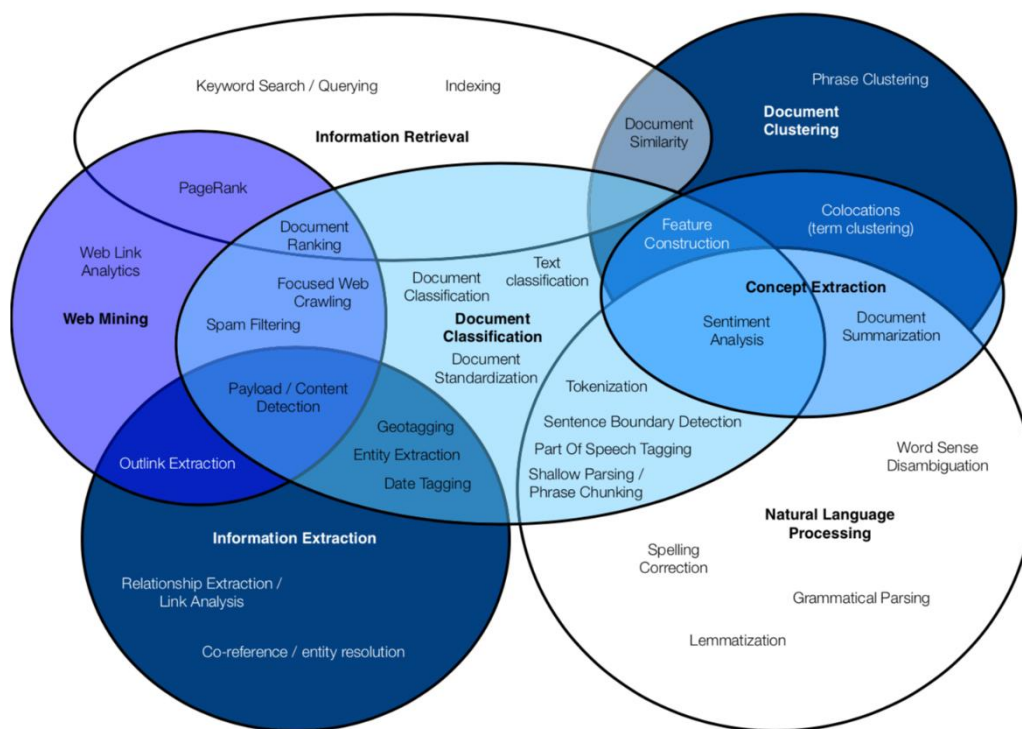 Keyword Search / Querying
Indexing
Information Retrieval
Phrase Clustering
Document
Clustering
Document
Similarity
PageRank
Document
Ranking
Feature
Construction
Colocations
(term clustering)
Web Link
Analytics
Focused Web
Crawling
Document
Classification
Text
classification
Concept Extraction
Web Mining
Spam Filtering
Document
Classification
Sentiment
Analysis
Document
Summarization
Document
Standardization
Payload / Content
Detection
Tokenization
Geotagging
Sentence Boundary Detection
Entity Extraction
Part Of Speech Tagging
Word Sense
Disambiguation
Outlink Extraction
Date Tagging
Shallow Parsing /
Phrase Chunking
Natural Language
Processing
Information Extraction
Spelling
Correction
Relationship Extraction /
Link Analysis
Grammatical Parsing
Lemmatization
Co-reference / entity resolution